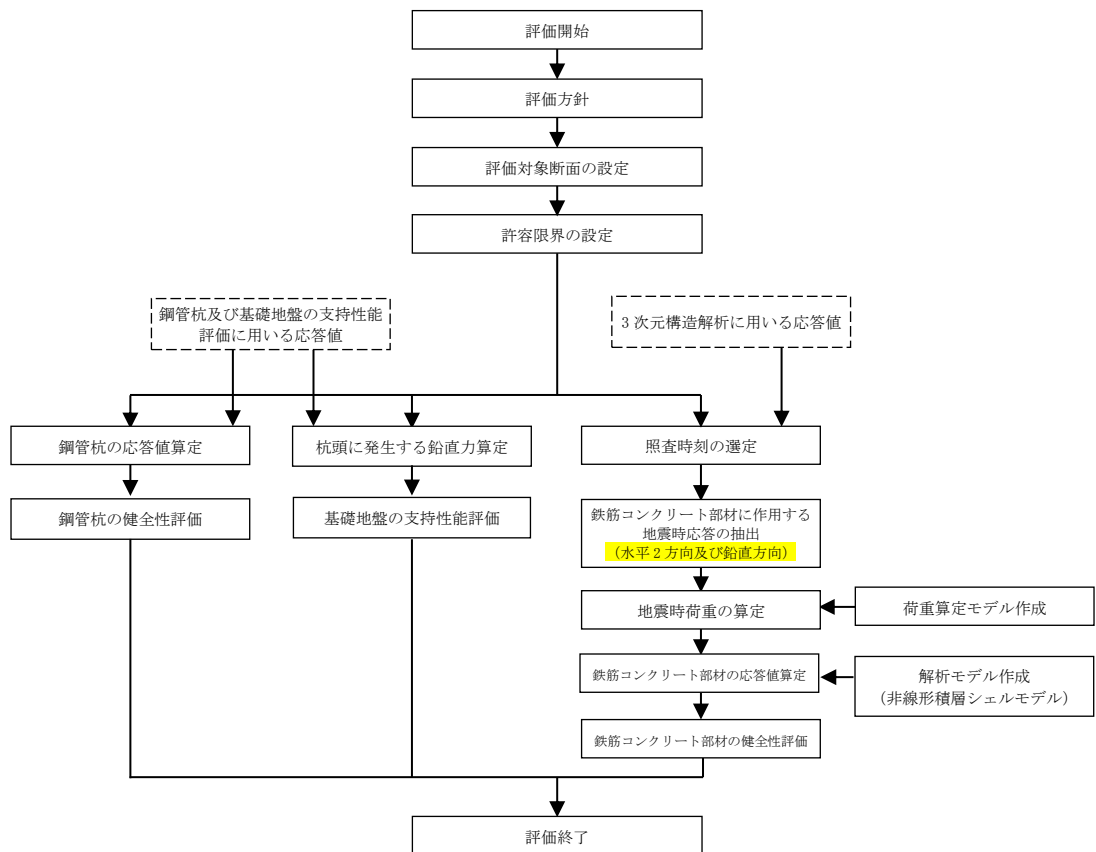 評価開始
評価方針
評価対象断面の設定
許容限界の設定
鋼管杭及び基礎地盤の支持性能
評価に用いる応答値
3次元構造解析に用いる応答値
鋼管杭の応答値算定
杭頭に発生する鉛直力算定
照査時刻の選定
鋼管杭の健全性評価
基礎地盤の支持性能評価
鉄筋コンクリート部材に作用する
地震時応答の抽出
（水平2方向及び鉛直方向）
地震時荷重の算定
荷重算定モデル作成
鉄筋コンクリート部材の応答値算定
解析モデル作成
（非線形積層シェルモデル）
鉄筋コンクリート部材の健全性評価
評価終了